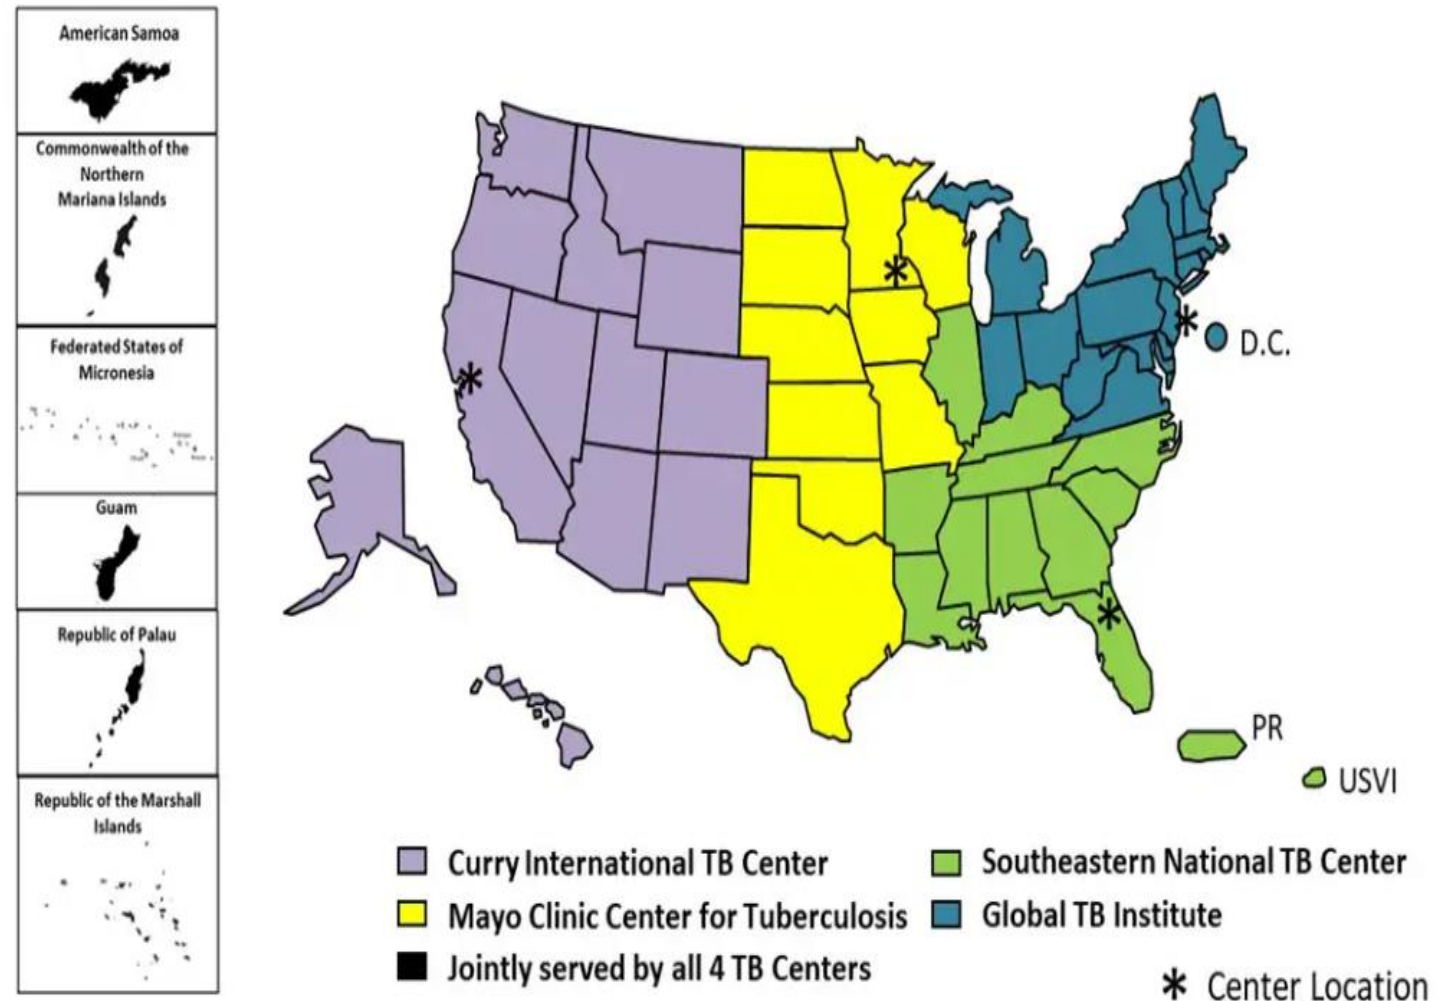 American Samoa
Commonwealth of the
Northern
Mariana Islands
Federated States of
Micronesia
Guam
Republic of Palau
Republic of the Marshall
Islands
D.C.
PR
USVI
Curry International TB Center
Mayo Clinic Center for Tuberculosis
Jointly served by all 4 TB Centers
Southeastern National TB Center
Global TB Institute
* Center Location